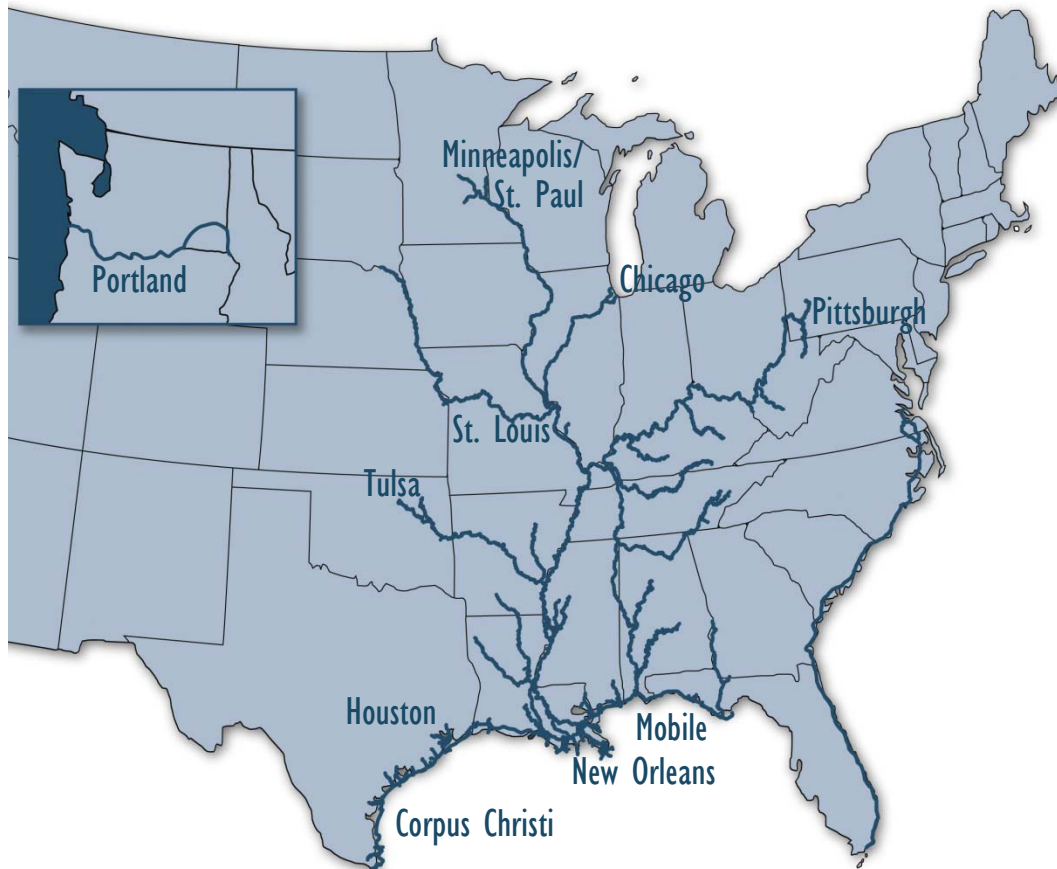 Minneapolis/
St. Paul
Portland
Chicago
Pittsburgh
St. Louis
Tulsa
Houston
Mobile
New Orleans
Corpus Christi